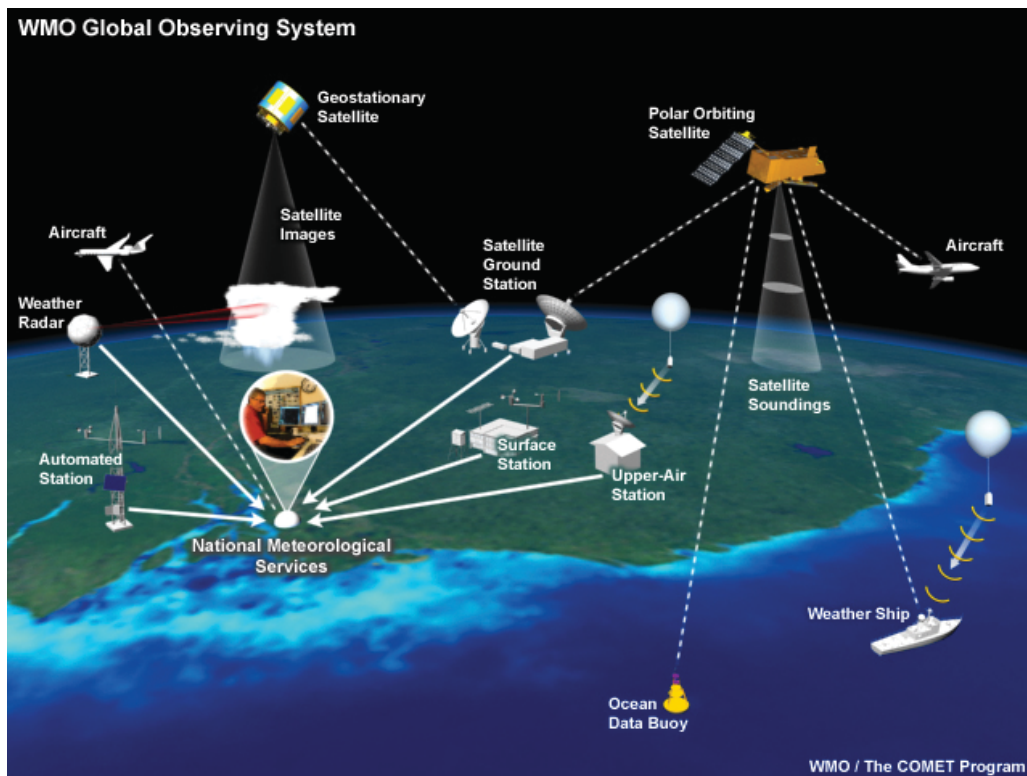 WMO Global Observing System
Geostationary
Satellite
Polar Orbiting
Satellite
Satellite
Images
Aircraft
Satellite
Ground
Station
Aircraft
Weather
Radar
Satellite
Soundings
Automated
Station
Surface
Station
Upper-Air
Station
National Meteorological
Services
Weather Ship
Ocean
Data Buoy
WMO / The COMET Program